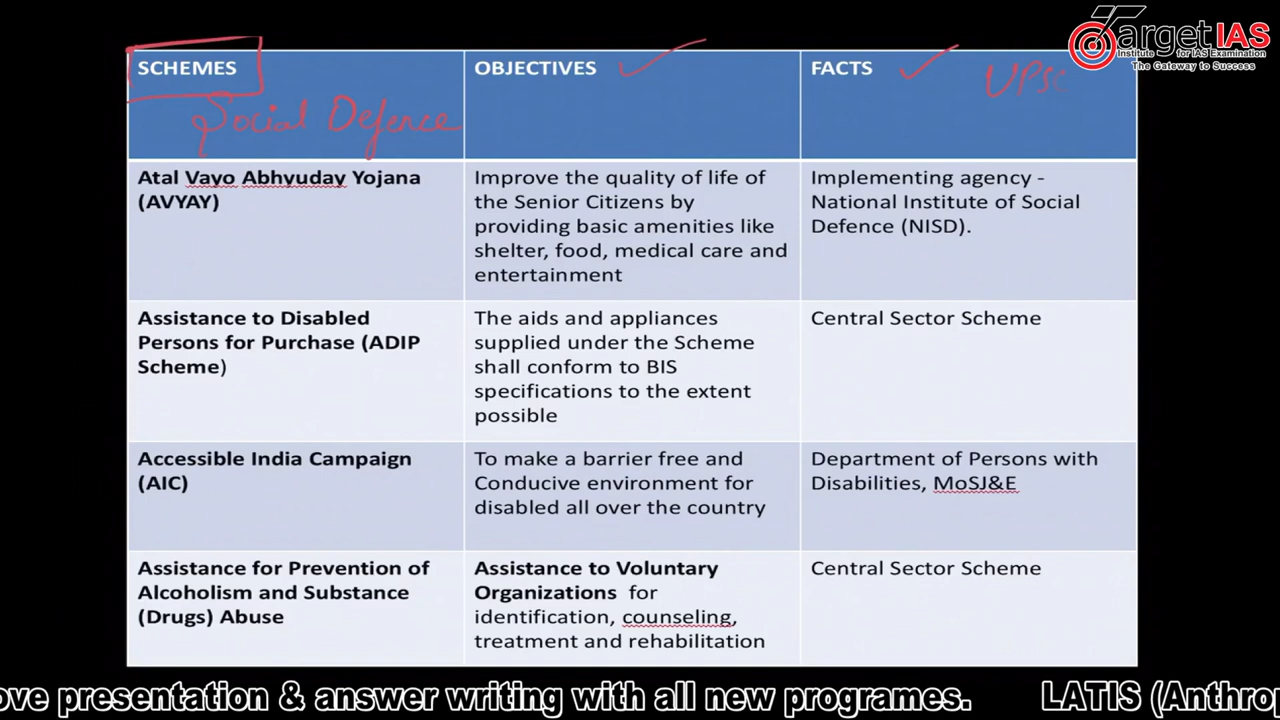 Target IAS
Institute for IAS Examination
The Gateway to Success
SCHEMES
Social Defence
OBJECTIVES
FACTS
UPSC
Atal Vayo Abhyuday Yojana
(AVYAY)
Improve the quality of life of
the Senior Citizens by
providing basic amenities like
shelter, food, medical care and
entertainment
Implementing agency -
National Institute of Social
Defence (NISD).
Assistance to Disabled
Persons for Purchase (ADIP
Scheme)
The aids and appliances
supplied under the Scheme
shall conform to BIS
specifications to the extent
possible
Central Sector Scheme
Accessible India Campaign
(AIC)
To make a barrier free and
Conducive environment for
disabled all over the country
Department of Persons with
Disabilities, MoSJ&E
Assistance for Prevention of
Alcoholism and Substance
(Drugs) Abuse
Assistance to Voluntary
Organizations for
identification, counseling,
treatment and rehabilitation
Central Sector Scheme
ove presentation & answer writing with all new programes. LATIS (Anthrop